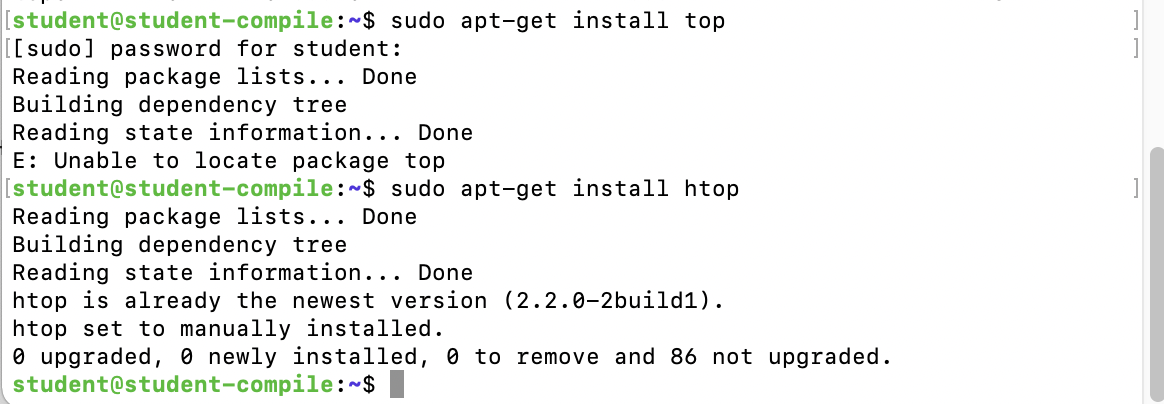 [student@student-compile:~$ sudo apt-get install top ]
[[sudo] password for student: ]
Reading package lists... Done
Building dependency tree
Reading state information... Done
E: Unable to locate package top
[student@student-compile:~$ sudo apt-get install htop ]
Reading package lists... Done
Building dependency tree
Reading state information... Done
htop is already the newest version (2.2.0-2build1).
htop set to manually installed.
0 upgraded, 0 newly installed, 0 to remove and 86 not upgraded.
student@student-compile:~$